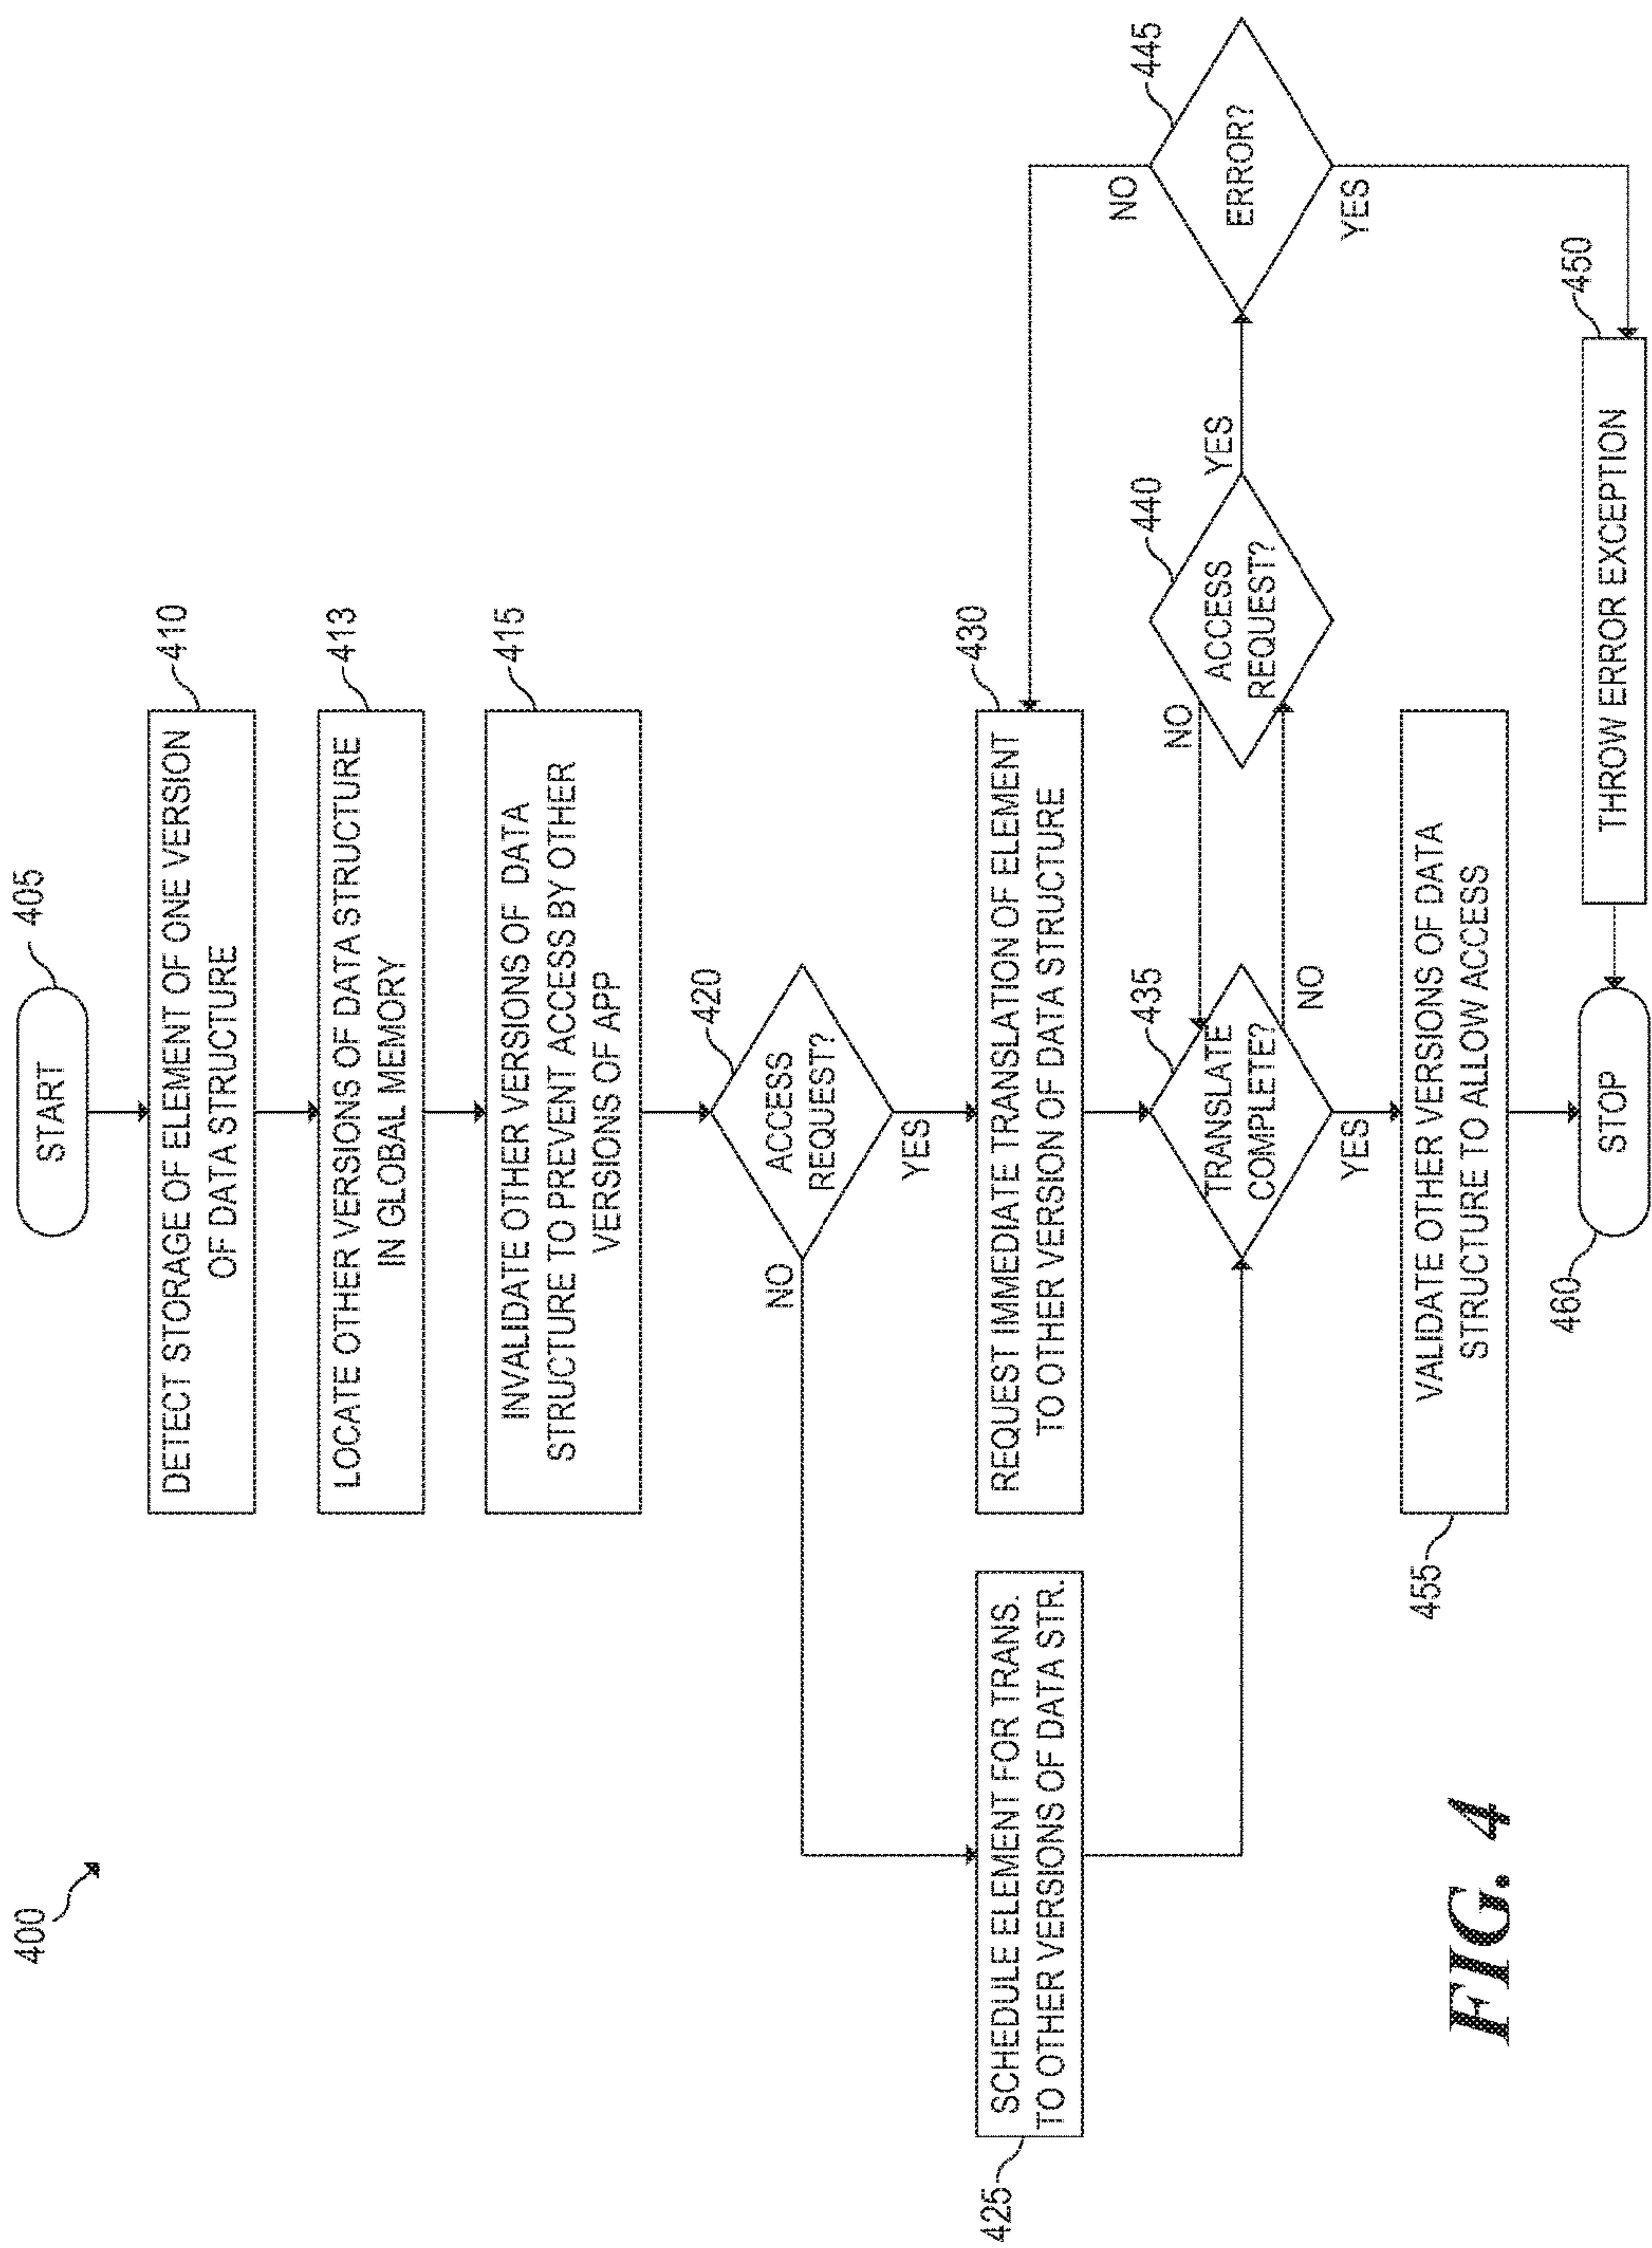 400
START
405
DETECT STORAGE OF ELEMENT OF ONE VERSION
OF DATA STRUCTURE
410
LOCATE OTHER VERSIONS OF DATA STRUCTURE
IN GLOBAL MEMORY
413
INVALIDATE OTHER VERSIONS OF DATA
STRUCTURE TO PREVENT ACCESS BY OTHER
VERSIONS OF APP
415
ACCESS
REQUEST?
420
NO
YES
SCHEDULE ELEMENT FOR TRANS.
TO OTHER VERSIONS OF DATA STR.
425
REQUEST IMMEDIATE TRANSLATION OF ELEMENT
TO OTHER VERSION OF DATA STRUCTURE
430
TRANSLATE
COMPLETE?
435
NO
YES
ACCESS
REQUEST?
440
NO
YES
ERROR?
445
NO
YES
THROW ERROR EXCEPTION
450
VALIDATE OTHER VERSIONS OF DATA
STRUCTURE TO ALLOW ACCESS
455
STOP
460
FIG. 4